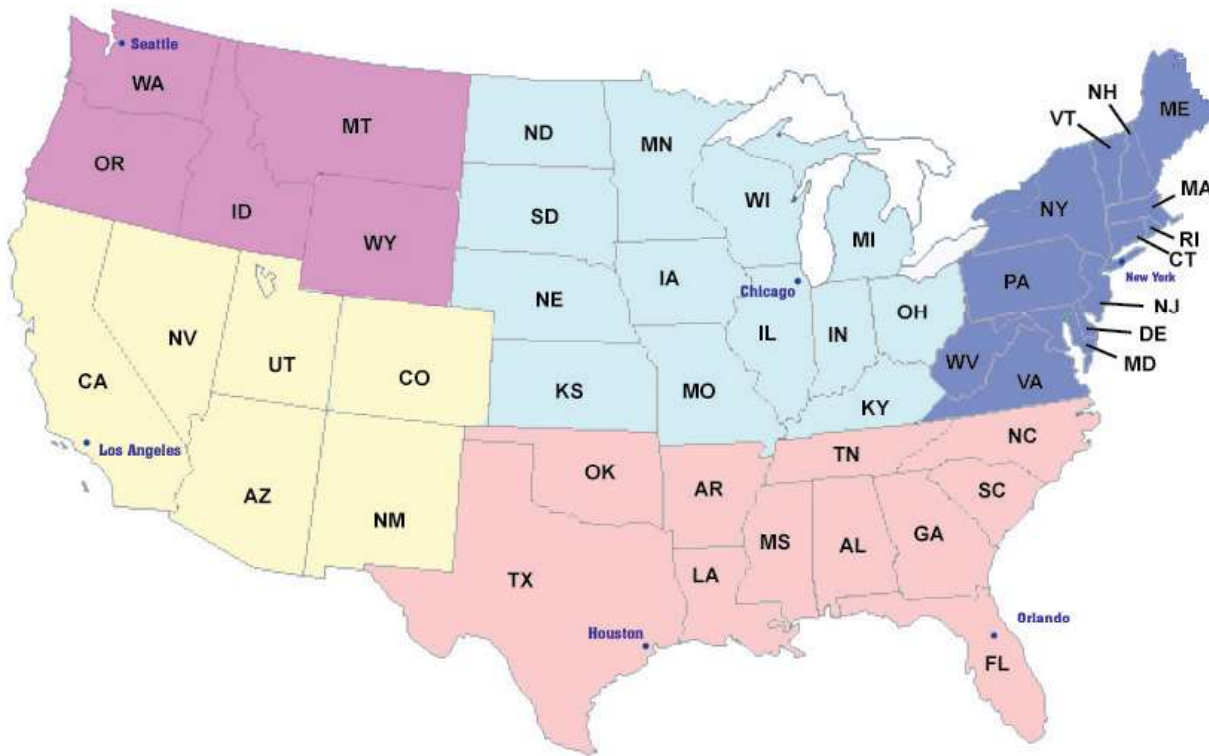 Seattle
WA
MT
ND
MN
NH
ME
VT
OR
ID
SD
WI
MI
NY
MA
RI
CT
WY
New York
IA
NE
Chicago
PA
NJ
NV
IL
IN
OH
DE
MD
UT
CO
WV
VA
CA
KS
MO
KY
Los Angeles
TN
NC
OK
AR
SC
AZ
NM
MS
AL
GA
TX
LA
Orlando
Houston
FL